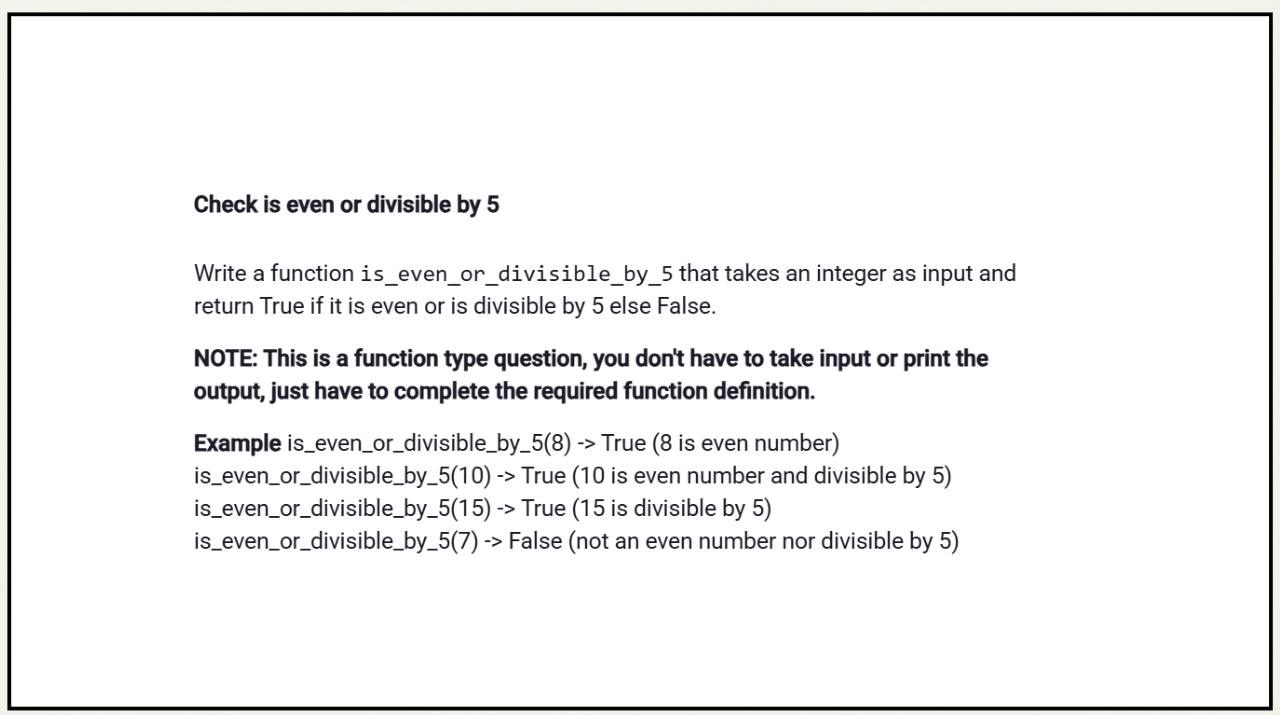 Check is even or divisible by 5
Write a function is_even_or_divisible_by_5 that takes an integer as input and
return True if it is even or is divisible by 5 else False.
NOTE: This is a function type question, you don't have to take input or print the
output, just have to complete the required function definition.
Example is_even_or_divisible_by_5(8) -> True (8 is even number)
is_even_or_divisible_by_5(10) -> True (10 is even number and divisible by 5)
is_even_or_divisible_by_5(15) -> True (15 is divisible by 5)
is_even_or_divisible_by_5(7) -> False (not an even number nor divisible by 5)